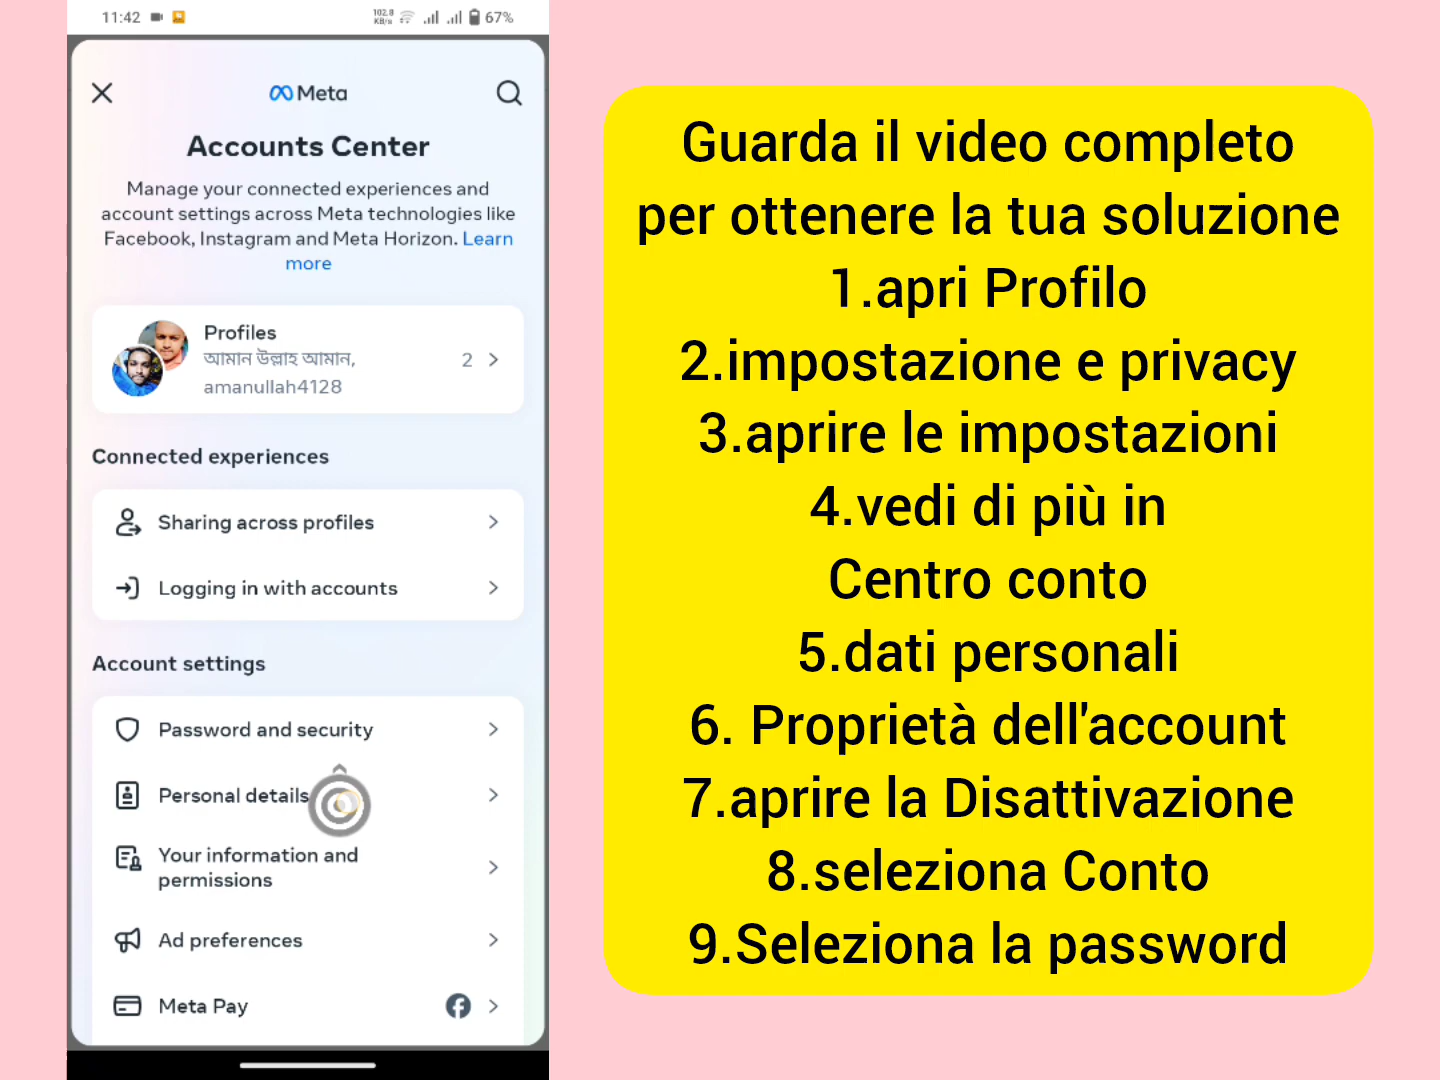 11:42
102.8
KB/s
67%
Meta
Accounts Center
Manage your connected experiences and
account settings across Meta technologies like
Facebook, Instagram and Meta Horizon. Learn
more
Profiles
আমান উল্লাহ আমান,
amanullah4128
2
Connected experiences
Sharing across profiles
Logging in with accounts
Account settings
Password and security
Personal details
Your information and
permissions
Ad preferences
Meta Pay
Guarda il video completo
per ottenere la tua soluzione
1.apri Profilo
2.impostazione e privacy
3.aprire le impostazioni
4.vedi di più in
Centro conto
5.dati personali
6. Proprietà dell'account
7.aprire la Disattivazione
8.seleziona Conto
9.Seleziona la password